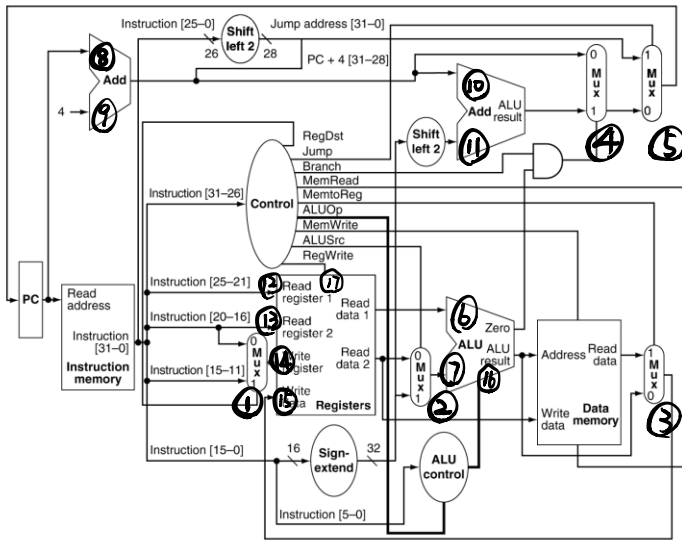 Instruction [25–0]
Jump address [31–0]
Shift
left 2
26
28
PC + 4 [31–28]
8
Add
4
9
10
Add
ALU
result
11
Shift
left 2
0
M
u
x
1
4
1
M
u
x
0
5
RegDst
Jump
Branch
MemRead
MemtoReg
ALUOp
MemWrite
ALUSrc
RegWrite
Control
Instruction [31–26]
PC
Read
address
Instruction
[31–0]
Instruction
memory
Instruction [25–21]
Instruction [20–16]
Instruction [15–11]
0
M
u
x
1
1
12
Read
register 1
17
13
Read
register 2
14
Write
register
15
Write
data
Read
data 1
Read
data 2
Registers
0
M
u
x
1
2
6
Zero
ALU
ALU
result
7
16
Address
Read
data
Write
data
Data
memory
1
M
u
x
0
3
Instruction [15–0]
16
Sign-
extend
32
ALU
control
Instruction [5–0]